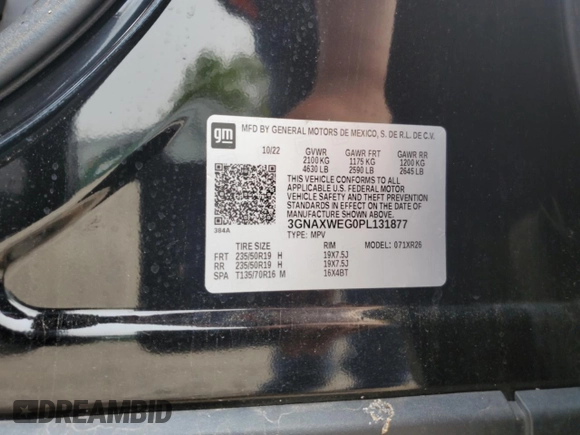 gm
MFD BY GENERAL MOTORS DE MEXICO, S. DE R.L. DE C.V.
10/22 GVWR GAWR FRT GAWR RR
2100 KG 1175 KG 1200 KG
4630 LB 2590 LB 2645 LB
THIS VEHICLE CONFORMS TO ALL
APPLICABLE U.S. FEDERAL MOTOR
VEHICLE SAFETY AND THEFT PREVENTION
STANDARDS IN EFFECT ON THE DATE OF
MANUFACTURE SHOWN ABOVE.
384A 3GNAXWEG0PL131877
TYPE: MPV MODEL: 071XR26
TIRE SIZE RIM
FRT 235/50R19 H 19X7.5J
RR 235/50R19 H 19X7.5J
SPA T135/70R16 M 16X4BT
DREAMBID